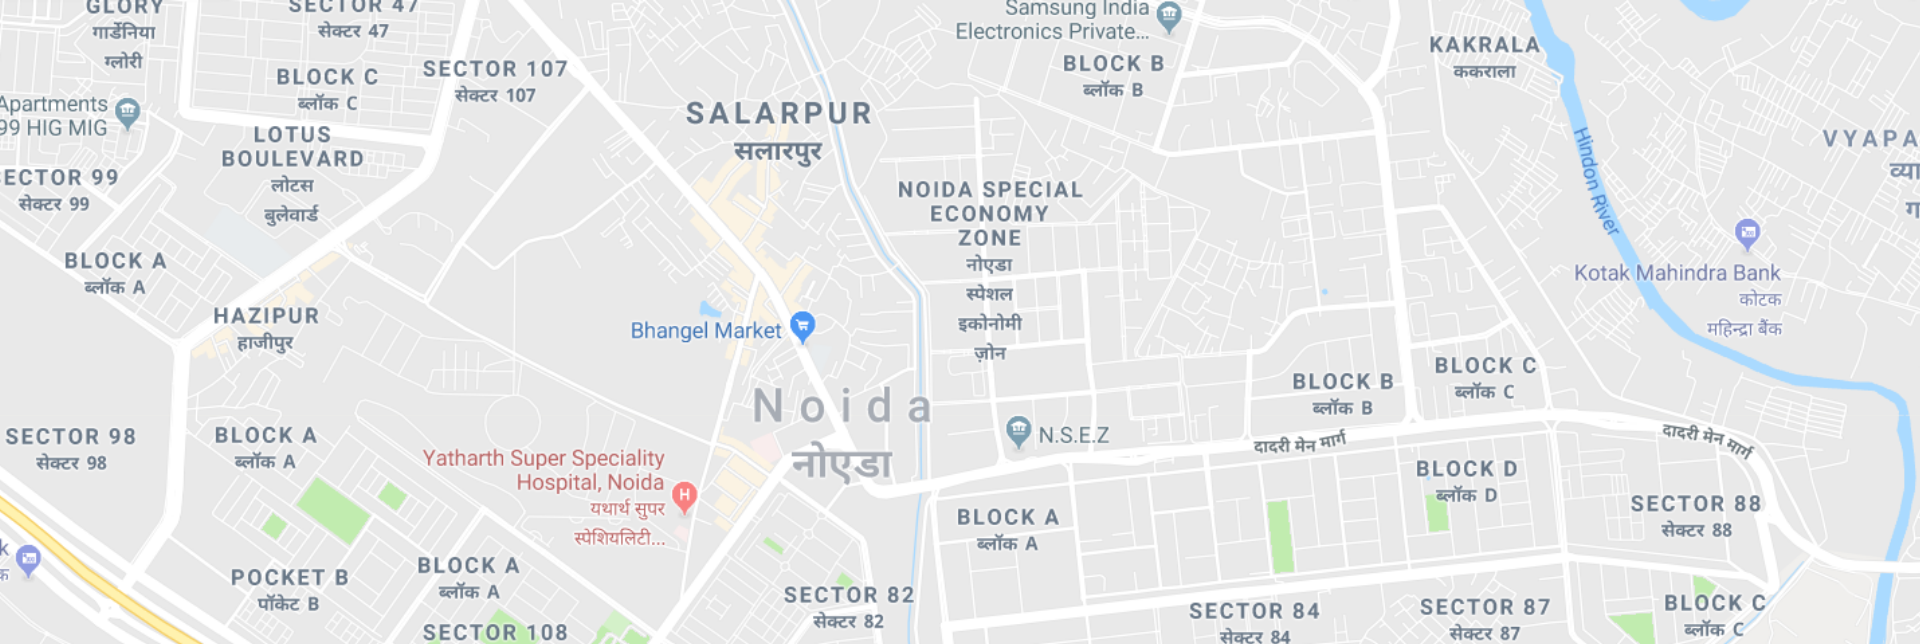 GLORY
गार्डेनिया
ग्लोरी
SECTOR 47
सेक्टर 47
BLOCK C
ब्लॉक C
SECTOR 107
सेक्टर 107
Apartments
99 HIG MIG
LOTUS
BOULEVARD
लोटस
बुलेवार्ड
SECTOR 99
सेक्टर 99
BLOCK A
ब्लॉक A
HAZIPUR
हाजीपुर
SALARPUR
सलारपुर
Samsung India
Electronics Private...
BLOCK B
ब्लॉक B
NOIDA SPECIAL
ECONOMY
ZONE
नोएडा
स्पेशल
इकोनोमी
ज़ोन
KAKRALA
ककराला
Hindon River
VYAPA
व्या
ग
Kotak Mahindra Bank
कोटक
महिन्द्रा बैंक
Bhangel Market
Noida
नोएडा
N.S.E.Z
BLOCK B
ब्लॉक B
BLOCK C
ब्लॉक C
दादरी मेन मार्ग
दादरी मेन मार्ग
SECTOR 98
सेक्टर 98
BLOCK A
ब्लॉक A
Yatharth Super Speciality
Hospital, Noida
यथार्थ सुपर
स्पेशियलिटी...
H
BLOCK D
ब्लॉक D
SECTOR 88
सेक्टर 88
BLOCK A
ब्लॉक A
k
क
POCKET B
पॉकेट B
BLOCK A
ब्लॉक A
SECTOR 108
SECTOR 82
सेक्टर 82
SECTOR 84
सेक्टर 84
SECTOR 87
सेक्टर 87
BLOCK C
ब्लॉक C